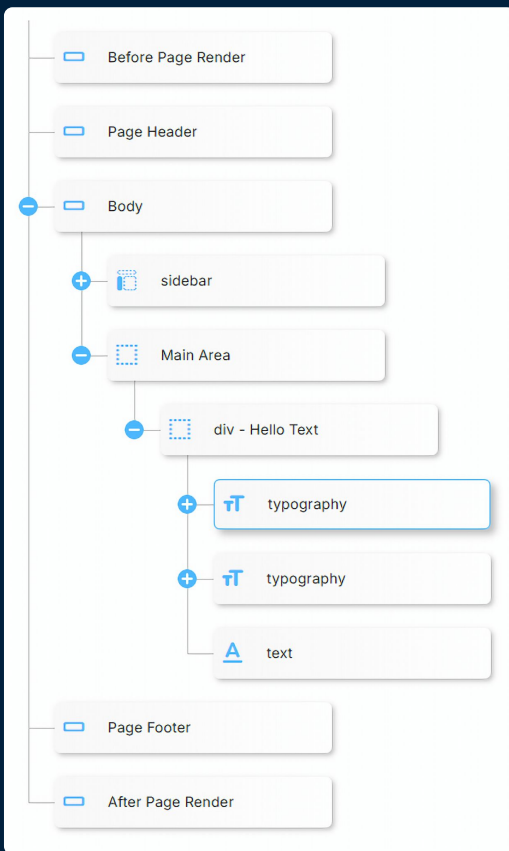 Before Page Render
Page Header
Body
sidebar
Main Area
div - Hello Text
typography
typography
text
Page Footer
After Page Render